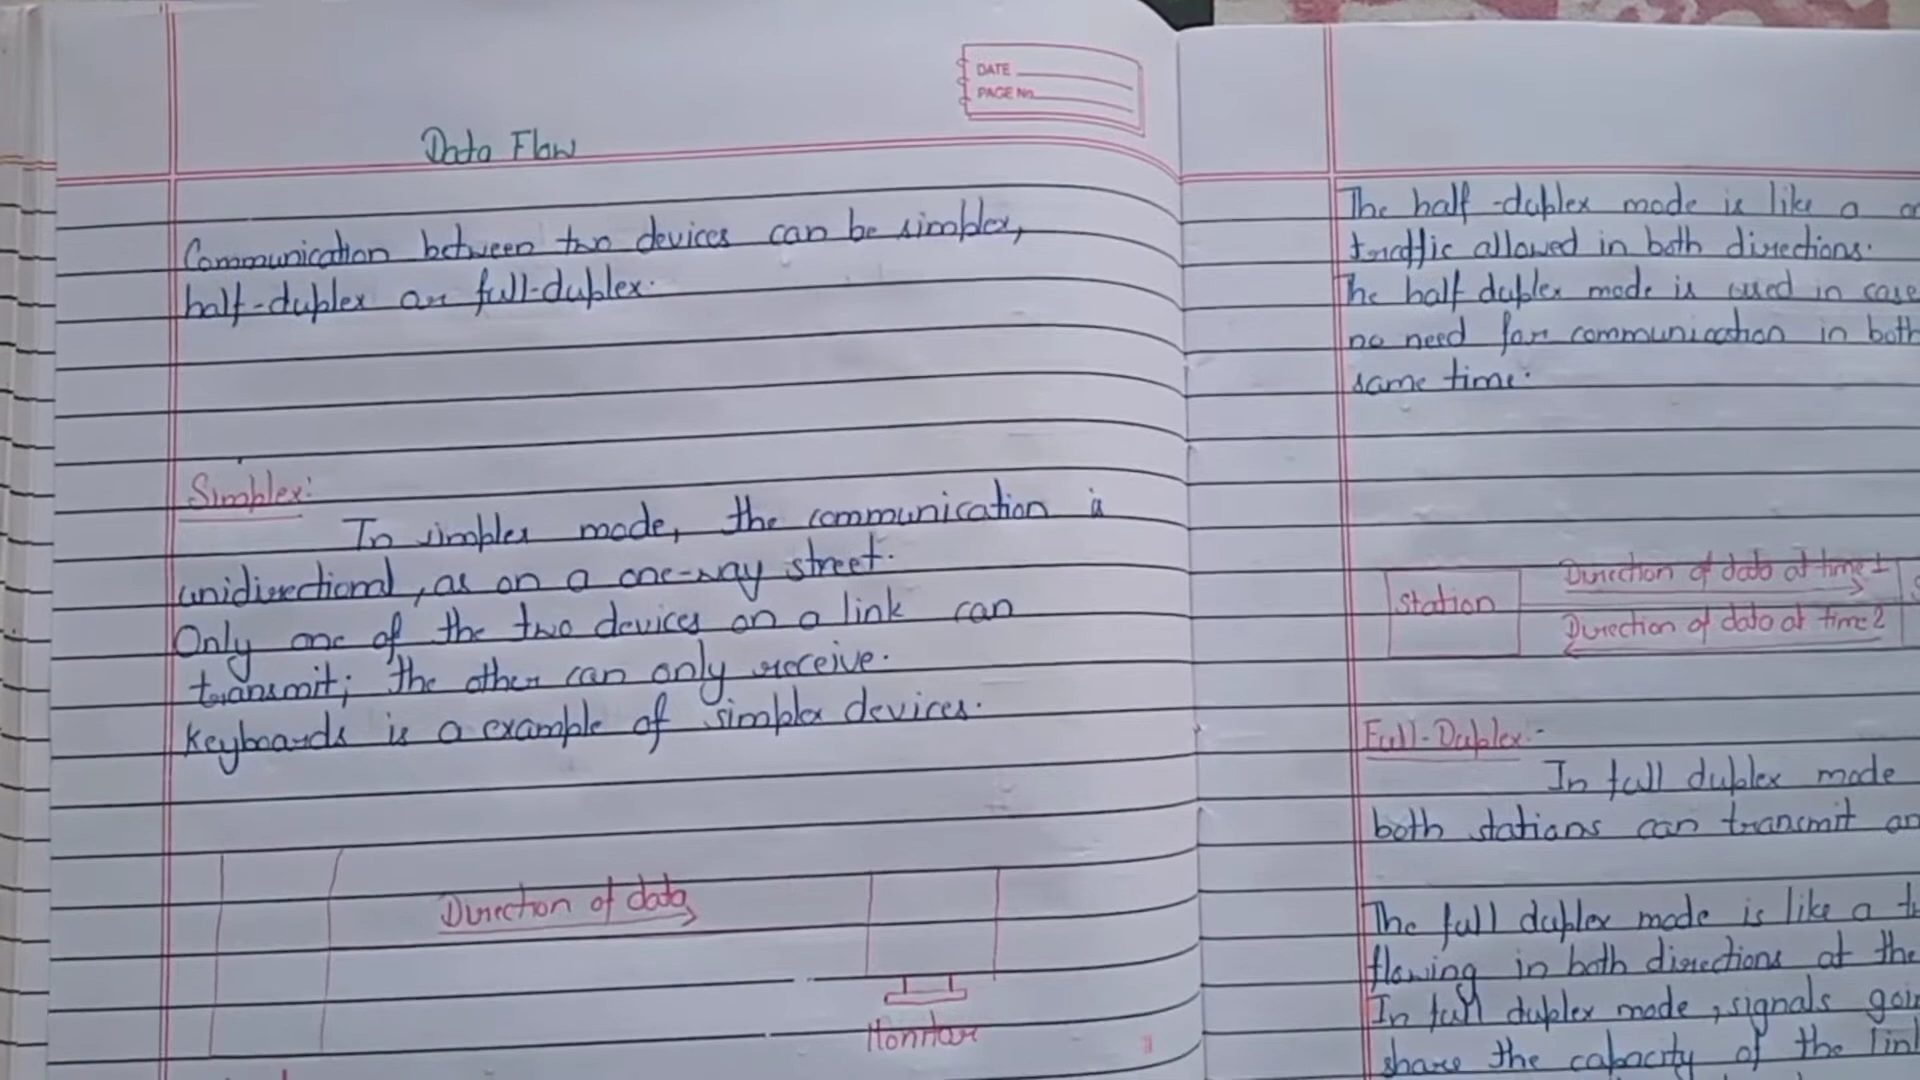 DATE
PAGE No.
Data Flow
Communication between two devices can be simplex,
half-duplex or full-duplex.
Simplex:
In simplex mode, the communication is
unidirectional, as on a one-way street.
Only one of the two devices on a link can
transmit; the other can only receive.
Keyboards is a example of simplex devices.
Direction of data
Monitor
The half-duplex mode is like a
traffic allowed in both directions.
The half duplex mode is used in case
no need for communication in both
same time.
Station
Direction of data at time 1
Direction of data at time 2
Full-Duplex:-
In full duplex mode
both stations can transmit
The full duplex mode is like a
flowing in both directions at the
In full duplex mode, signals
share the capacity of the